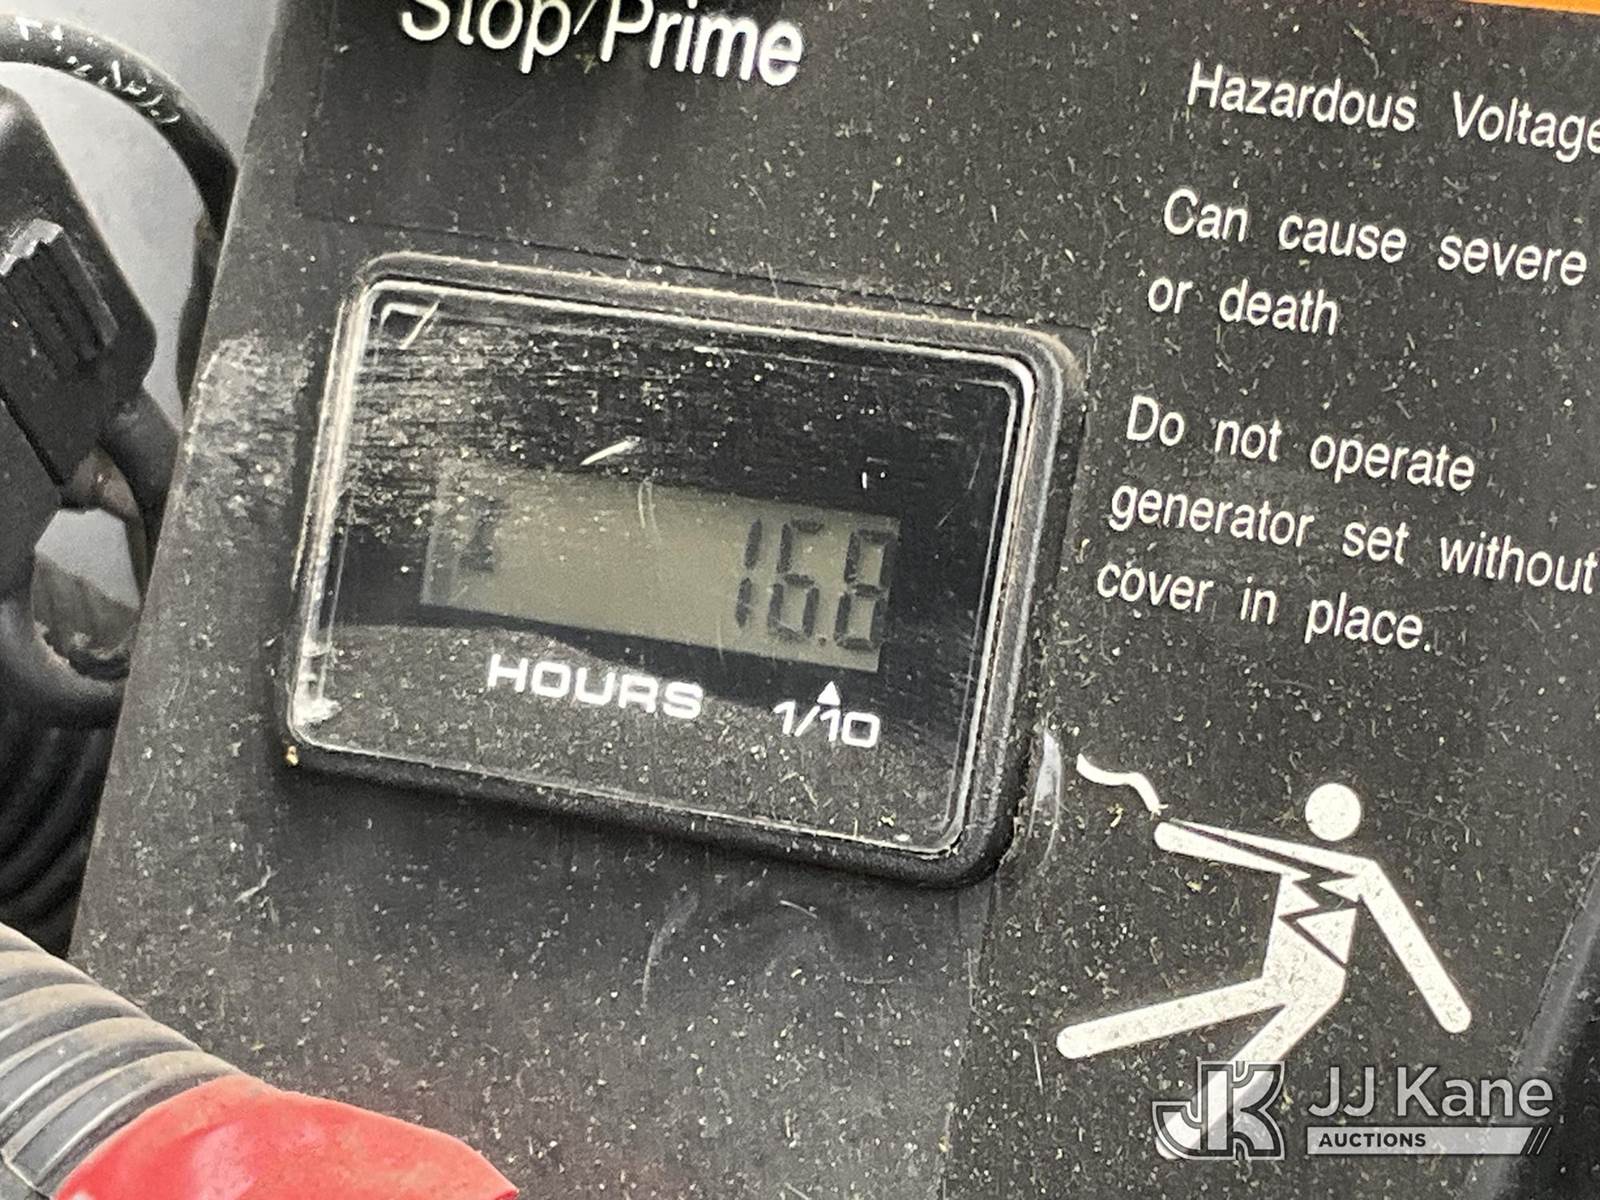 Stop/Prime
Hazardous Voltage
Can cause severe
or death
16.8
HOURS 1/10
Do not operate
generator set without
cover in place.
JK JJ Kane
AUCTIONS